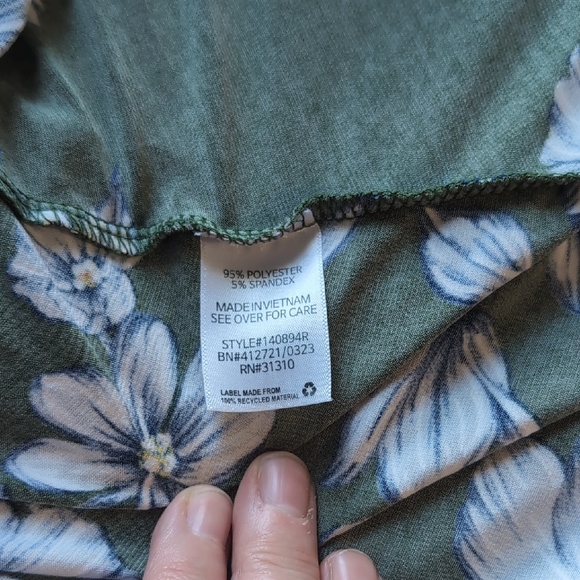 95% POLYESTER
5% SPANDEX
MADE IN VIETNAM
SEE OVER FOR CARE
STYLE#140894R
BN#412721/0323
RN#31310
LABEL MADE FROM
100% RECYCLED MATERIAL